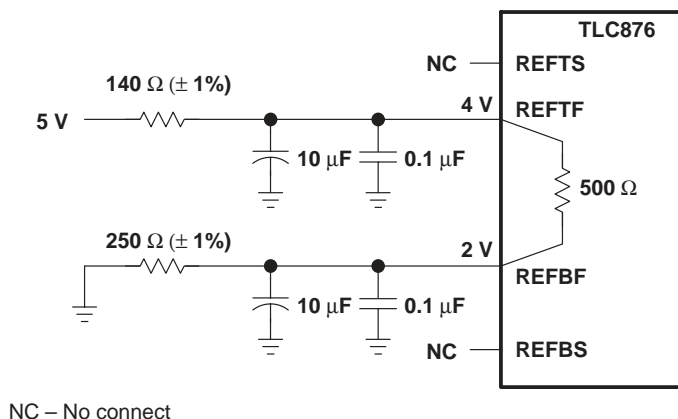 TLC876
NC
REFTS
140 Ω (± 1%)
5 V
4 V
REFTF
10 μF
0.1 μF
500 Ω
250 Ω (± 1%)
2 V
REFBF
10 μF
0.1 μF
NC
REFBS
NC – No connect